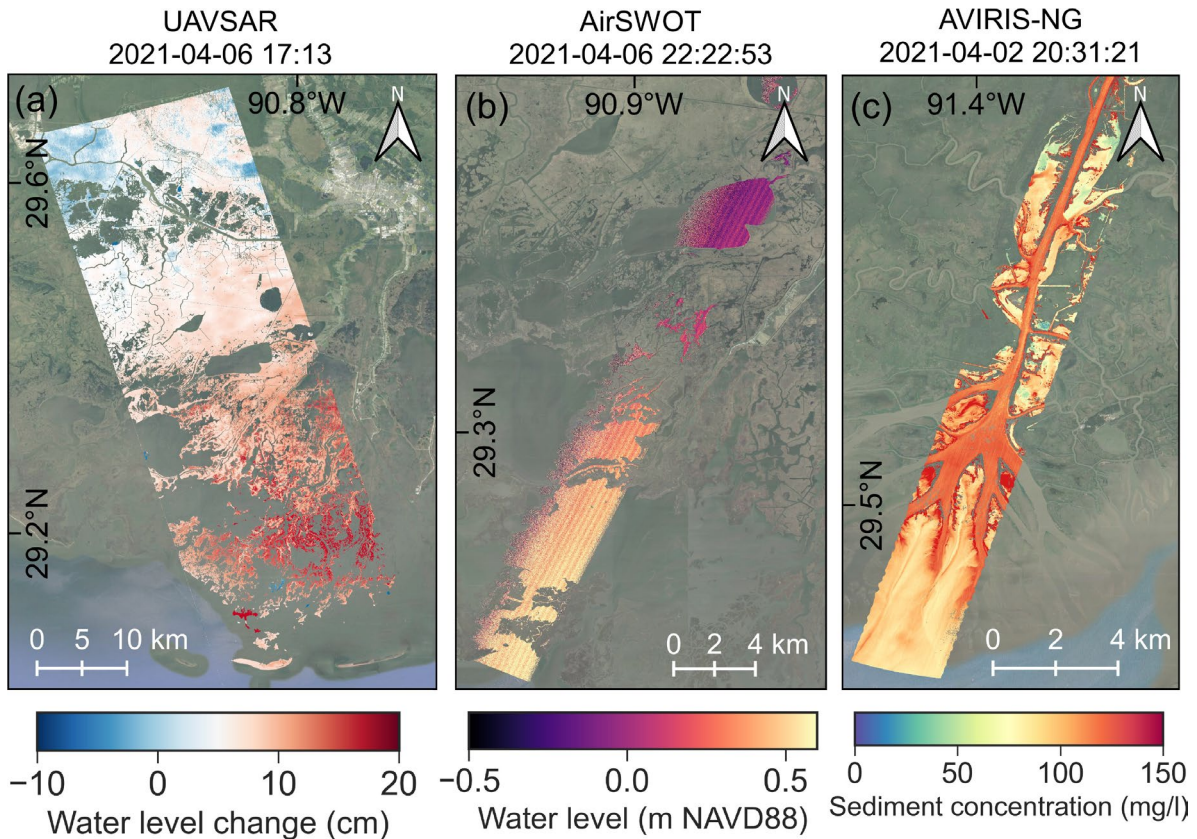 UAVSAR
2021-04-06 17:13
AirSWOT
2021-04-06 22:22:53
AVIRIS-NG
2021-04-02 20:31:21
(a)
90.8°W
N
29.6°N
29.2°N
0 5 10 km
(b)
90.9°W
N
29.3°N
0 2 4 km
(c)
91.4°W
N
29.5°N
0 2 4 km
−10 0 10 20
Water level change (cm)
−0.5 0.0 0.5
Water level (m NAVD88)
0 50 100 150
Sediment concentration (mg/l)